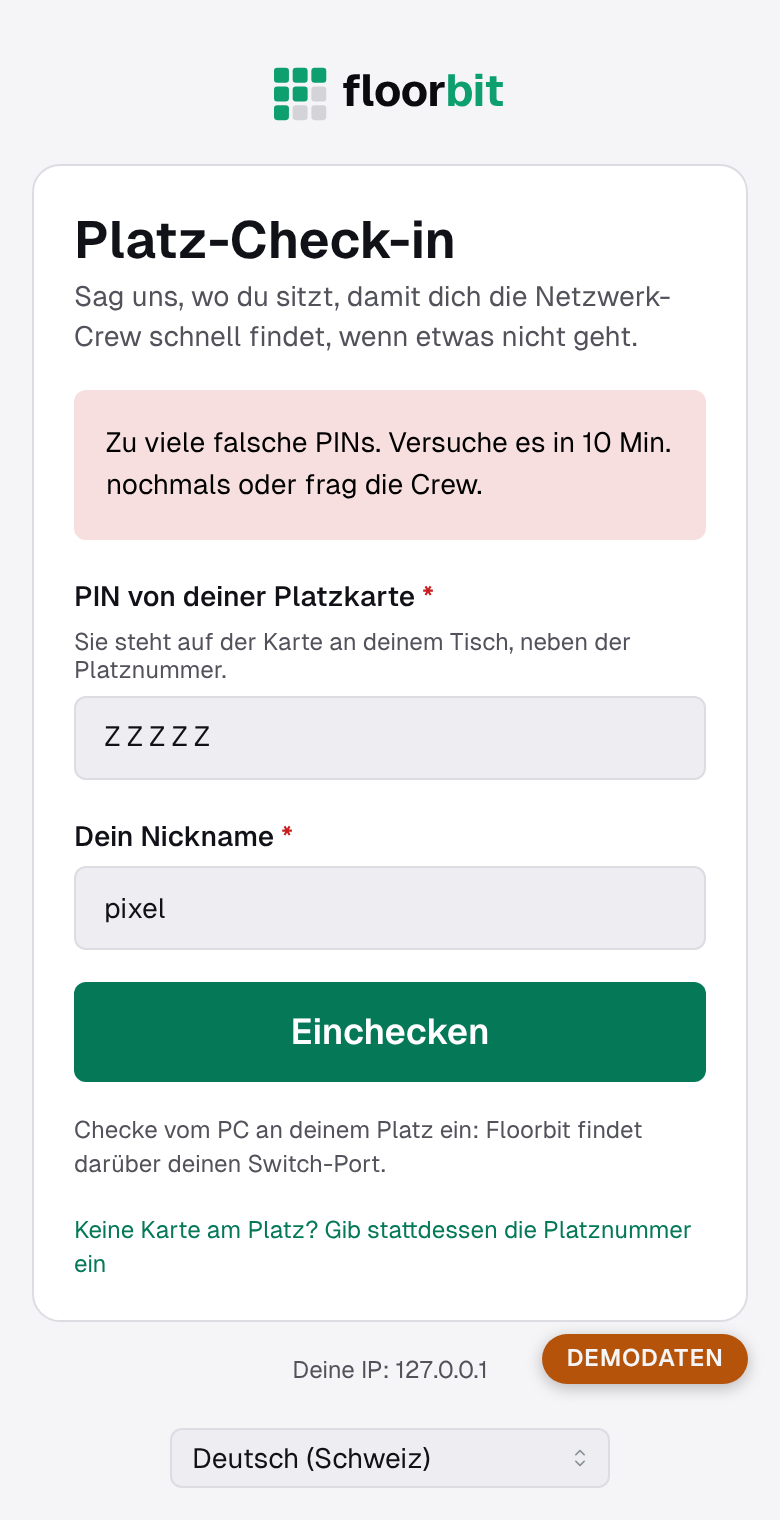 floorbit
Platz-Check-in
Sag uns, wo du sitzt, damit dich die Netzwerk-
Crew schnell findet, wenn etwas nicht geht.
Zu viele falsche PINs. Versuche es in 10 Min.
nochmals oder frag die Crew.
PIN von deiner Platzkarte *
Sie steht auf der Karte an deinem Tisch, neben der
Platznummer.
ZZZZZ
Dein Nickname *
pixel
Einchecken
Checke vom PC an deinem Platz ein: Floorbit findet
darüber deinen Switch-Port.
Keine Karte am Platz? Gib stattdessen die Platznummer
ein
Deine IP: 127.0.0.1
DEMODATEN
Deutsch (Schweiz)